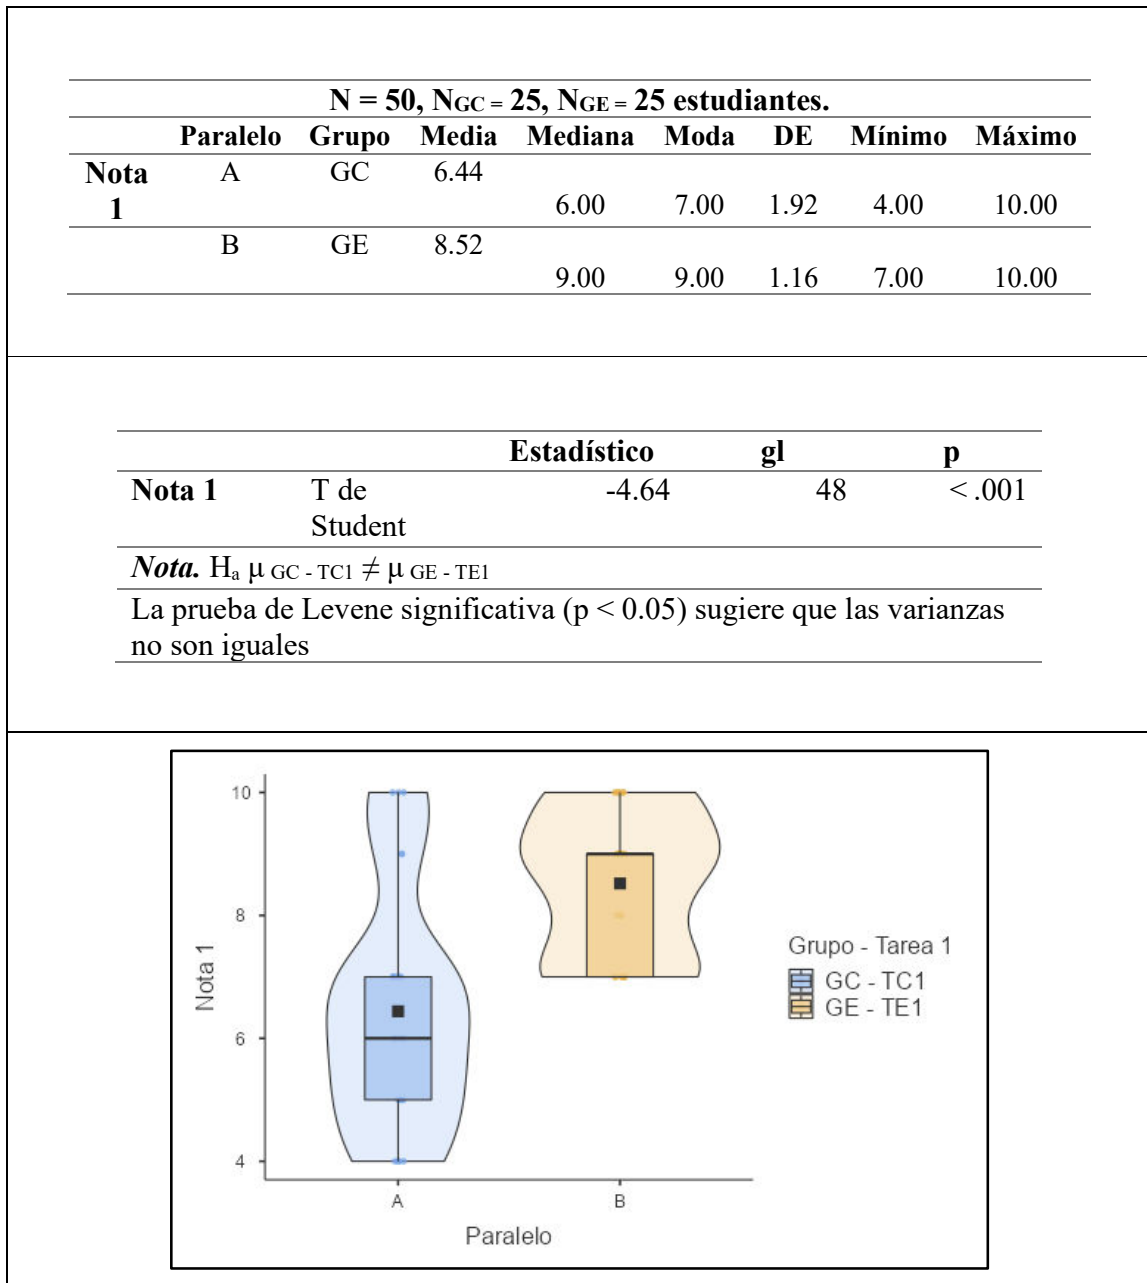 N = 50, NGC = 25, NGE = 25 estudiantes.
Paralelo Grupo Media Mediana Moda DE Mínimo Máximo
Nota 1 A GC 6.44 6.00 7.00 1.92 4.00 10.00
B GE 8.52 9.00 9.00 1.16 7.00 10.00
Estadístico gl p
Nota 1 T de Student -4.64 48 < .001
Nota. Ha μ GC - TC1 ≠ μ GE - TE1
La prueba de Levene significativa (p < 0.05) sugiere que las varianzas
no son iguales
10
8
6
4
Nota 1
A B
Paralelo
Grupo - Tarea 1
GC - TC1
GE - TE1